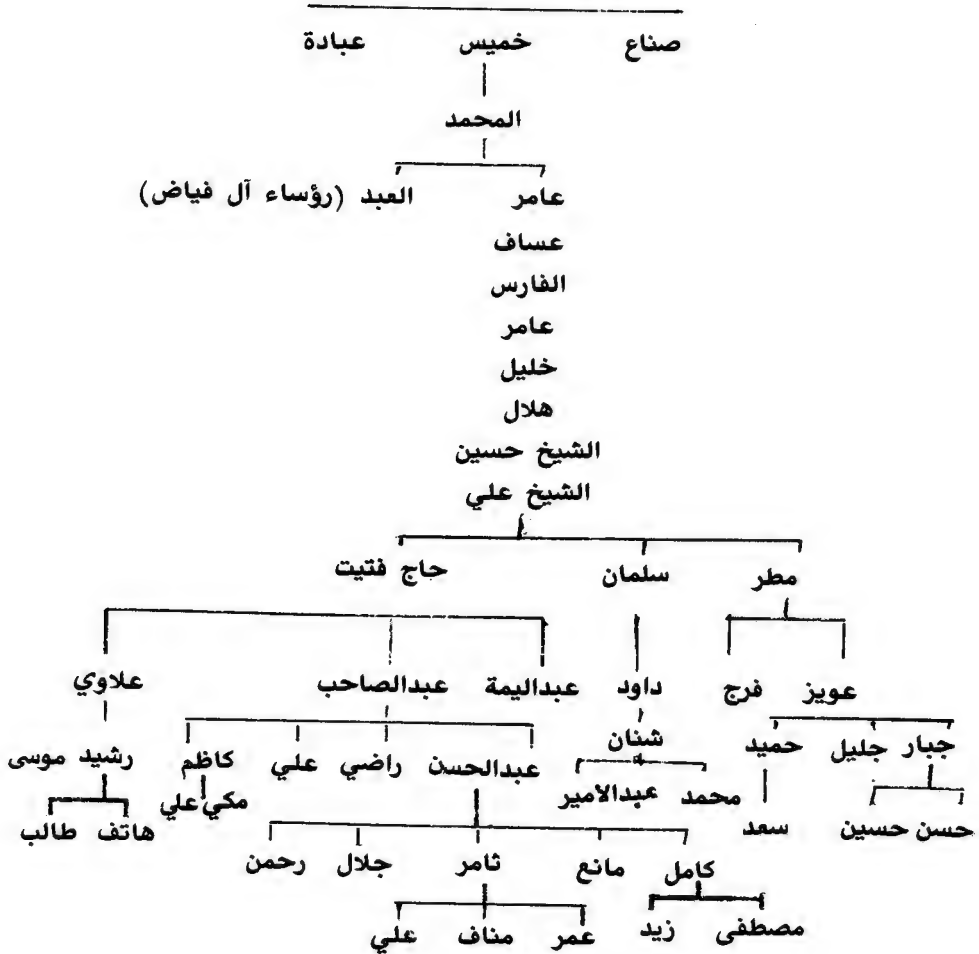 صناع خميس عبادة
المحمد
عامر العبد (رؤساء آل فياض)
عساف
الفارس
عامر
خليل
هلال
الشيخ حسين
الشيخ علي
مطر سلمان حاج فتيت
عويز فرج داود عبداليمة عبدالصاحب علاوي
جبار جليل حميد شنان عبدالحسن راضي علي كاظم رشيد موسى
حسن حسين سعد محمد عبدالامير مكي علي هاتف طالب
كامل مانع ثامر جلال رحمن
مصطفى زيد عمر مناف علي